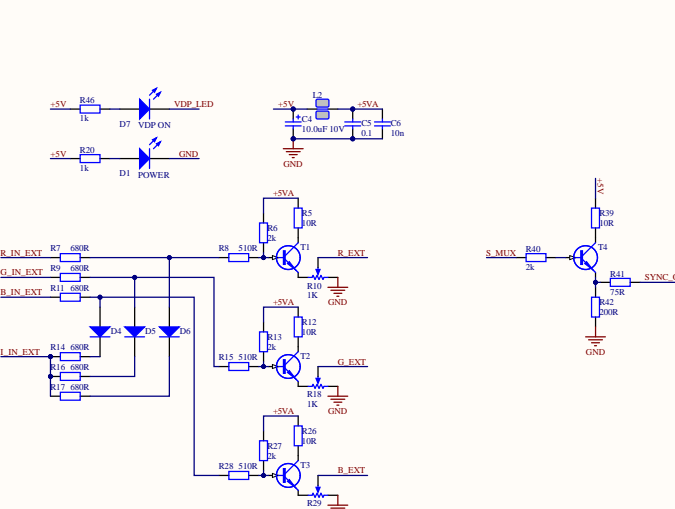 +5V R46 1k D7 VDP ON VDP_LED
+5V R20 1k D1 POWER GND
+5V L2 +5VA
C4 10.0uF 10V C5 0.1 C6 10n
GND
+5VA
R6 2k R5 10R
R_IN_EXT R7 680R R8 510R T1 R_EXT
G_IN_EXT R9 680R
B_IN_EXT R11 680R
R10 1K GND
D4 D5 D6
I_IN_EXT R14 680R
R16 680R
R17 680R
+5VA
R13 2k R12 10R
R15 510R T2 G_EXT
R18 1K GND
+5VA
R27 2k R26 10R
R28 510R T3 B_EXT
R29
+5V
R39 10R
S_MUX R40 2k T4
R41 75R
R42 200R
GND